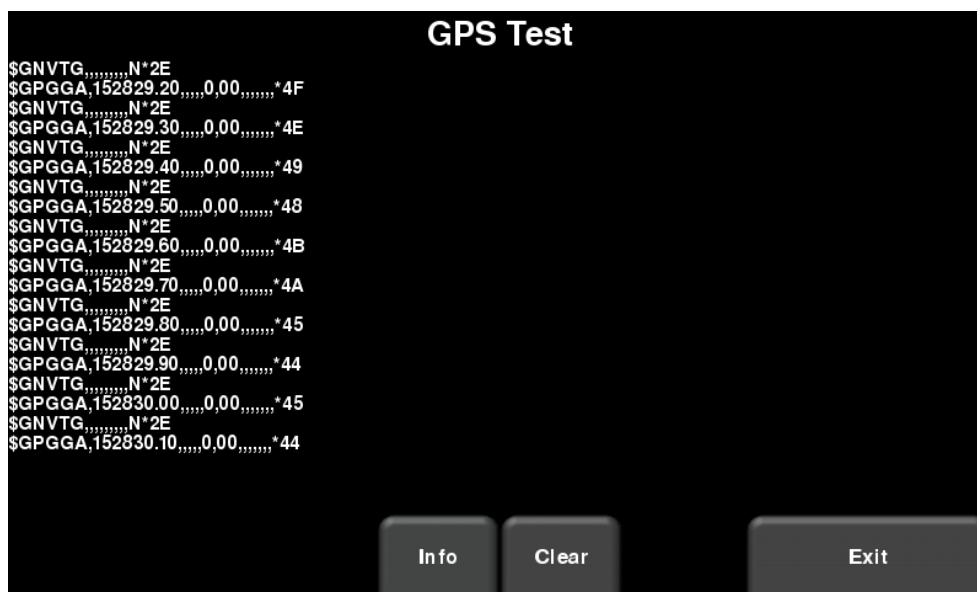 GPS Test
$GNVTG,,,,,,,,,N*2E
$GPGGA,152829.20,,,,,0,00,,,,,,,*4F
$GNVTG,,,,,,,,,N*2E
$GPGGA,152829.30,,,,,0,00,,,,,,,*4E
$GNVTG,,,,,,,,,N*2E
$GPGGA,152829.40,,,,,0,00,,,,,,,*49
$GNVTG,,,,,,,,,N*2E
$GPGGA,152829.50,,,,,0,00,,,,,,,*48
$GNVTG,,,,,,,,,N*2E
$GPGGA,152829.60,,,,,0,00,,,,,,,*4B
$GNVTG,,,,,,,,,N*2E
$GPGGA,152829.70,,,,,0,00,,,,,,,*4A
$GNVTG,,,,,,,,,N*2E
$GPGGA,152829.80,,,,,0,00,,,,,,,*45
$GNVTG,,,,,,,,,N*2E
$GPGGA,152829.90,,,,,0,00,,,,,,,*44
$GNVTG,,,,,,,,,N*2E
$GPGGA,152830.00,,,,,0,00,,,,,,,*45
$GNVTG,,,,,,,,,N*2E
$GPGGA,152830.10,,,,,0,00,,,,,,,*44
Info Clear Exit